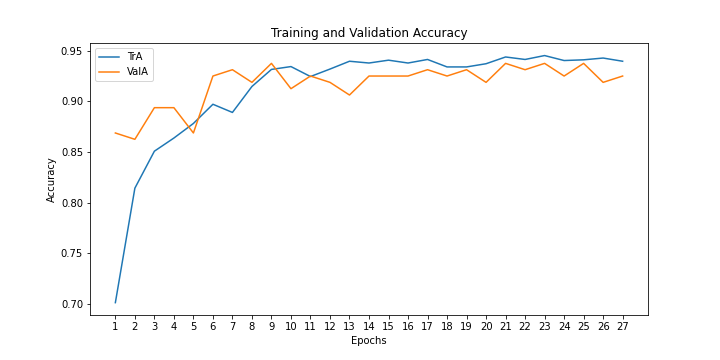 Training and Validation Accuracy
TrA
ValA
0.95
0.90
0.85
0.80
0.75
0.70
Accuracy
1 2 3 4 5 6 7 8 9 10 11 12 13 14 15 16 17 18 19 20 21 22 23 24 25 26 27
Epochs